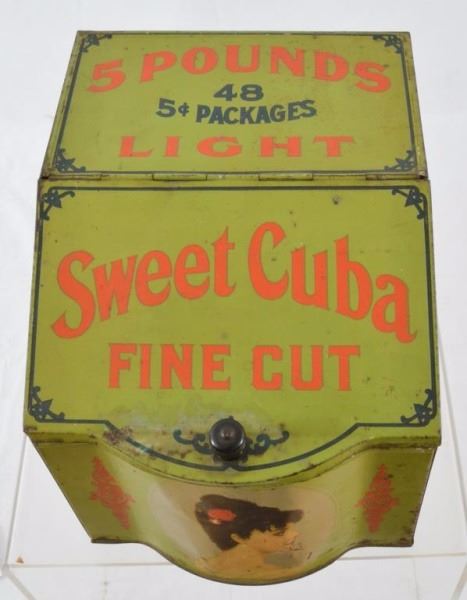 5 POUNDS
48
5¢ PACKAGES
LIGHT
Sweet Cuba
FINE CUT